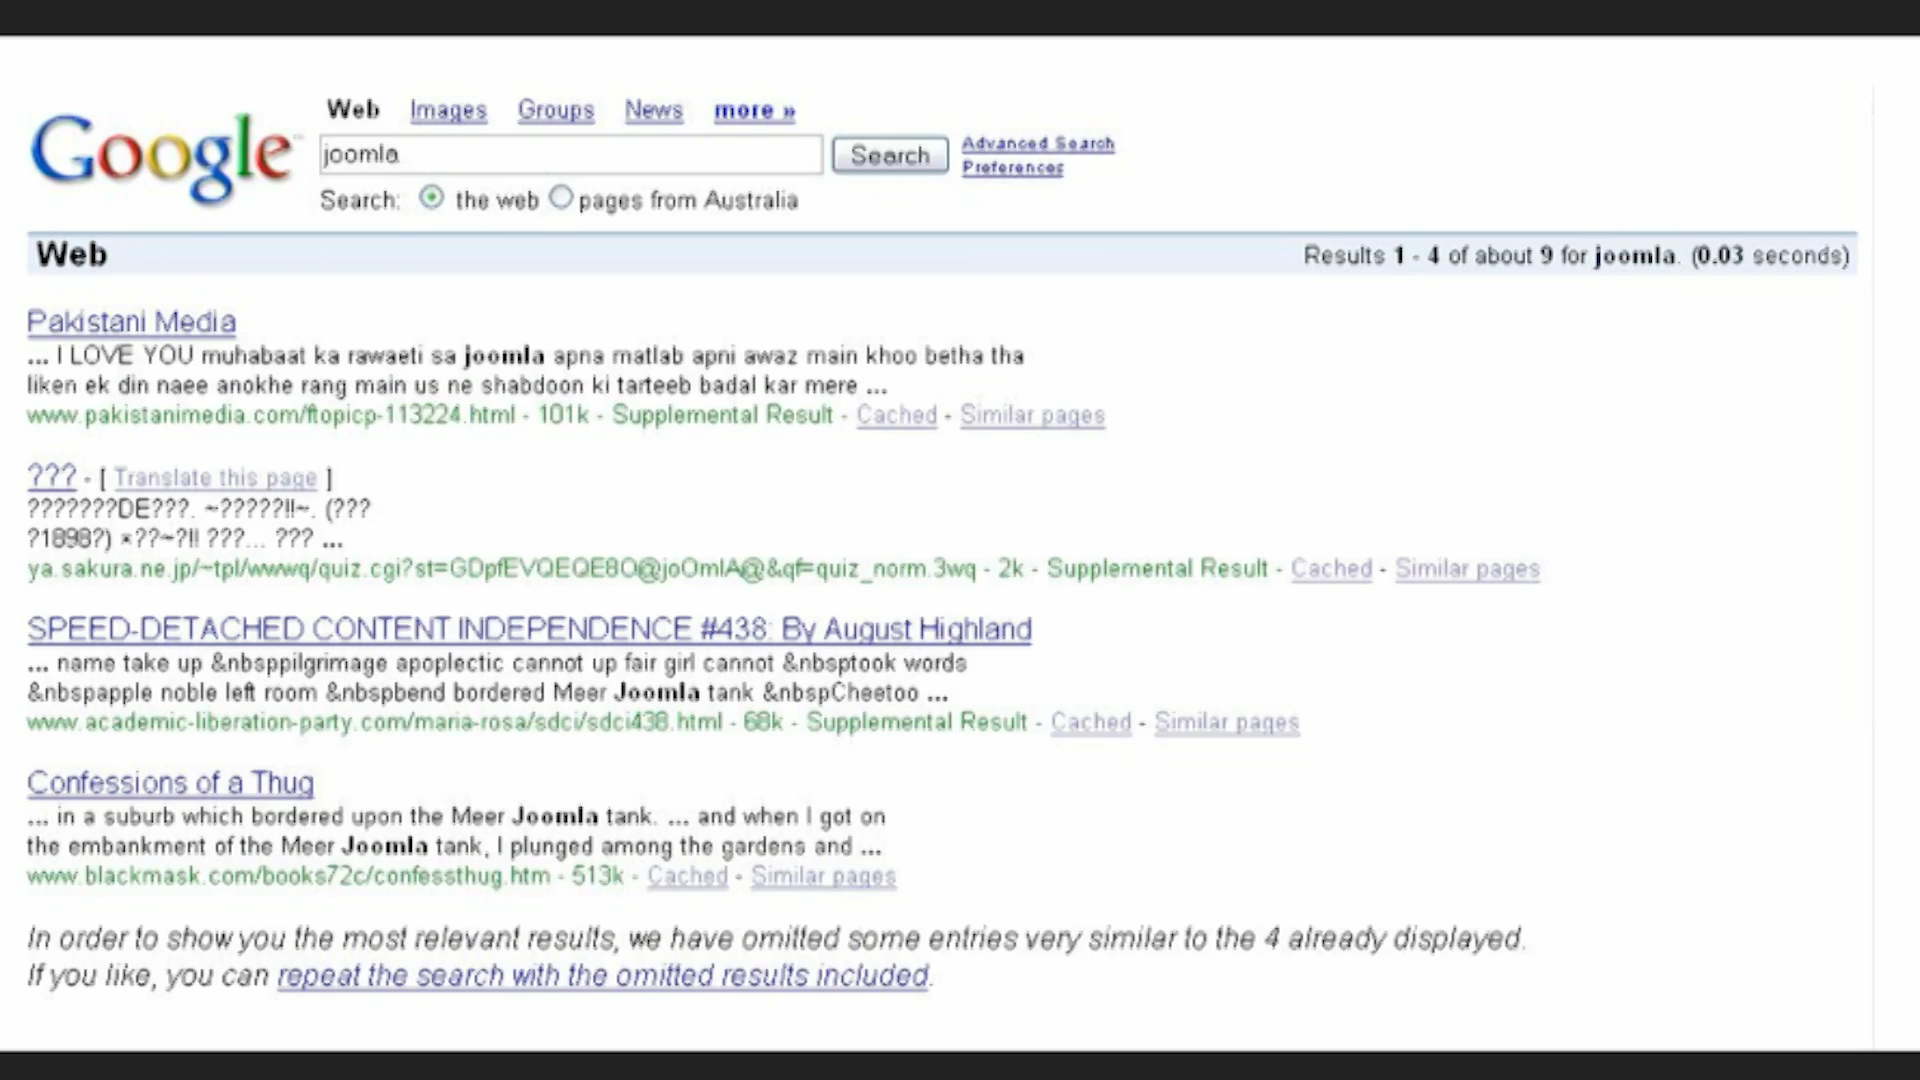 Google™
Web Images Groups News more »
joomla Search Advanced Search
Preferences
Search: the web pages from Australia
Web Results 1 - 4 of about 9 for joomla. (0.03 seconds)
Pakistani Media
... I LOVE YOU muhabaat ka rawaeti sa joomla apna matlab apni awaz main khoo betha tha
liken ek din naee anokhe rang main us ne shabdoon ki tarteeb badal kar mere ...
www.pakistanimedia.com/ftopicp-113224.html - 101k - Supplemental Result - Cached - Similar pages
??? - [ Translate this page ]
???????DE???. ~?????!!~. (???
?1898?) *??~?!! ???... ??? ...
ya.sakura.ne.jp/~tpl/wwwq/quiz.cgi?st=GDpfEVQEQE8O@joOmlA@&qf=quiz_norm.3wq - 2k - Supplemental Result - Cached - Similar pages
SPEED-DETACHED CONTENT INDEPENDENCE #438: By August Highland
... name take up &nbsppilgrimage apoplectic cannot up fair girl cannot &nbsptook words
&nbspapple noble left room &nbspbend bordered Meer Joomla tank &nbspCheetoo ...
www.academic-liberation-party.com/maria-rosa/sdci/sdci438.html - 68k - Supplemental Result - Cached - Similar pages
Confessions of a Thug
... in a suburb which bordered upon the Meer Joomla tank. ... and when I got on
the embankment of the Meer Joomla tank, I plunged among the gardens and ...
www.blackmask.com/books72c/confessthug.htm - 513k - Cached - Similar pages
In order to show you the most relevant results, we have omitted some entries very similar to the 4 already displayed.
If you like, you can repeat the search with the omitted results included.